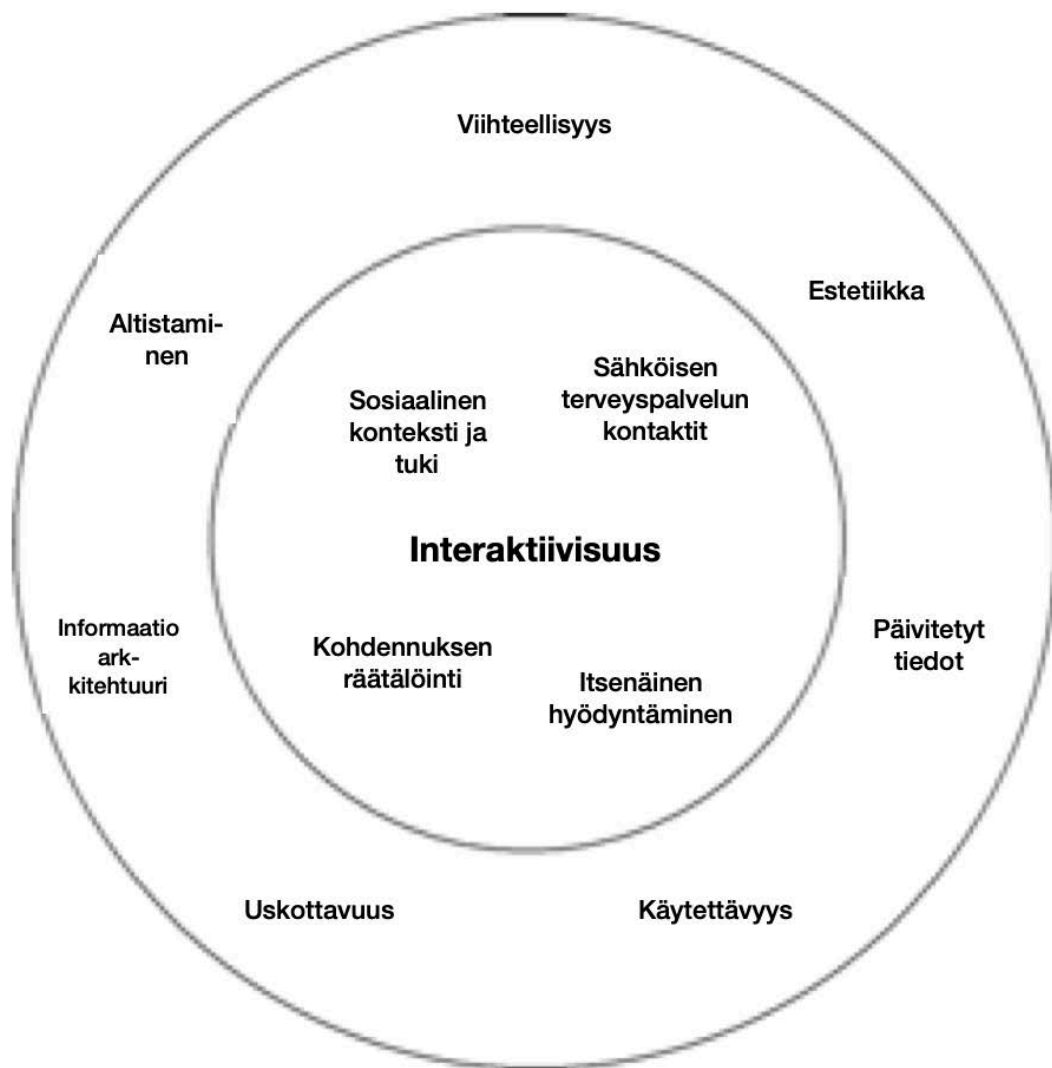 Viihteellisyys
Estetiikka
Altistami-
nen
Sähköisen
terveyspalvelun
kontaktit
Sosiaalinen
konteksti ja
tuki
Interaktiivisuus
Informaatio
ark-
kitehtuuri
Päivitetyt
tiedot
Kohdennuksen
räätälöinti
Itsenäinen
hyödyntäminen
Uskottavuus
Käytettävyys